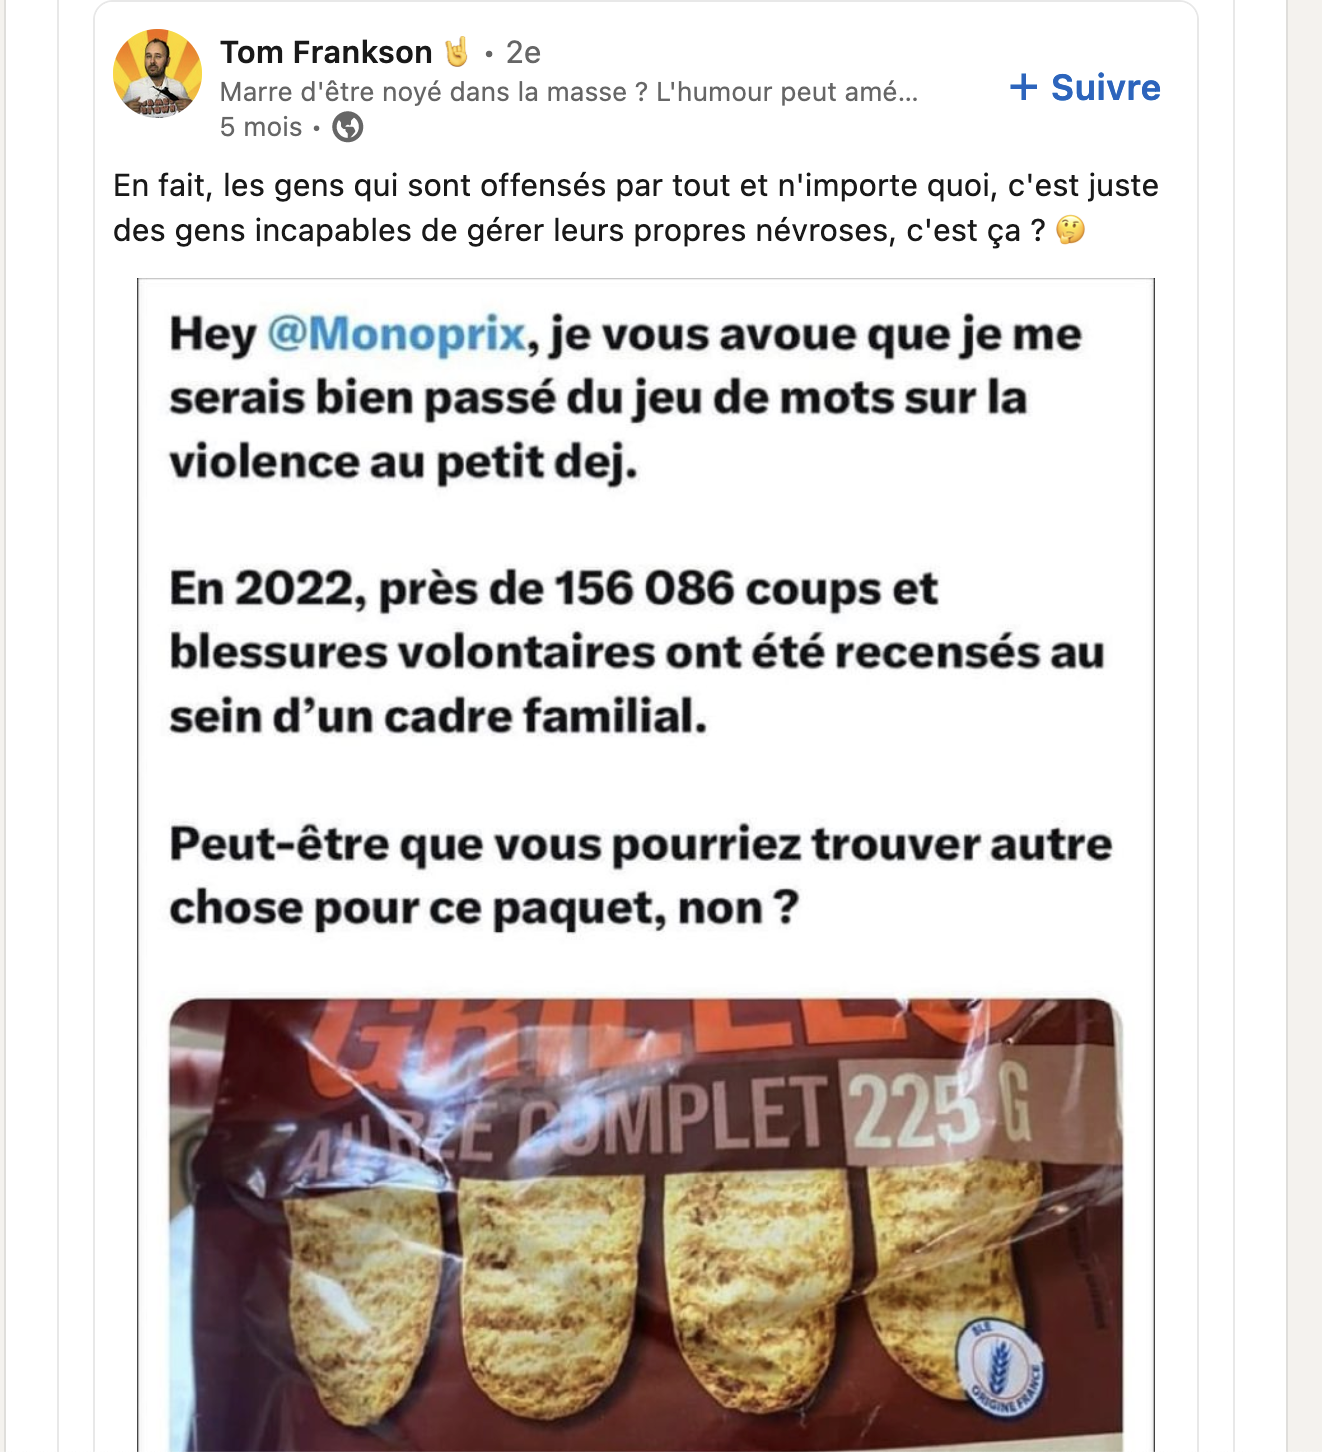 Tom Frankson 🤘 • 2e
Marre d'être noyé dans la masse ? L'humour peut amé...
5 mois •
+ Suivre
En fait, les gens qui sont offensés par tout et n'importe quoi, c'est juste
des gens incapables de gérer leurs propres névroses, c'est ça ? 🤔
Hey @Monoprix, je vous avoue que je me
serais bien passé du jeu de mots sur la
violence au petit dej.
En 2022, près de 156 086 coups et
blessures volontaires ont été recensés au
sein d’un cadre familial.
Peut-être que vous pourriez trouver autre
chose pour ce paquet, non ?
GRILLÉS
AU BLÉ COMPLET 225 G
BLÉ
ORIGINE FRANCE